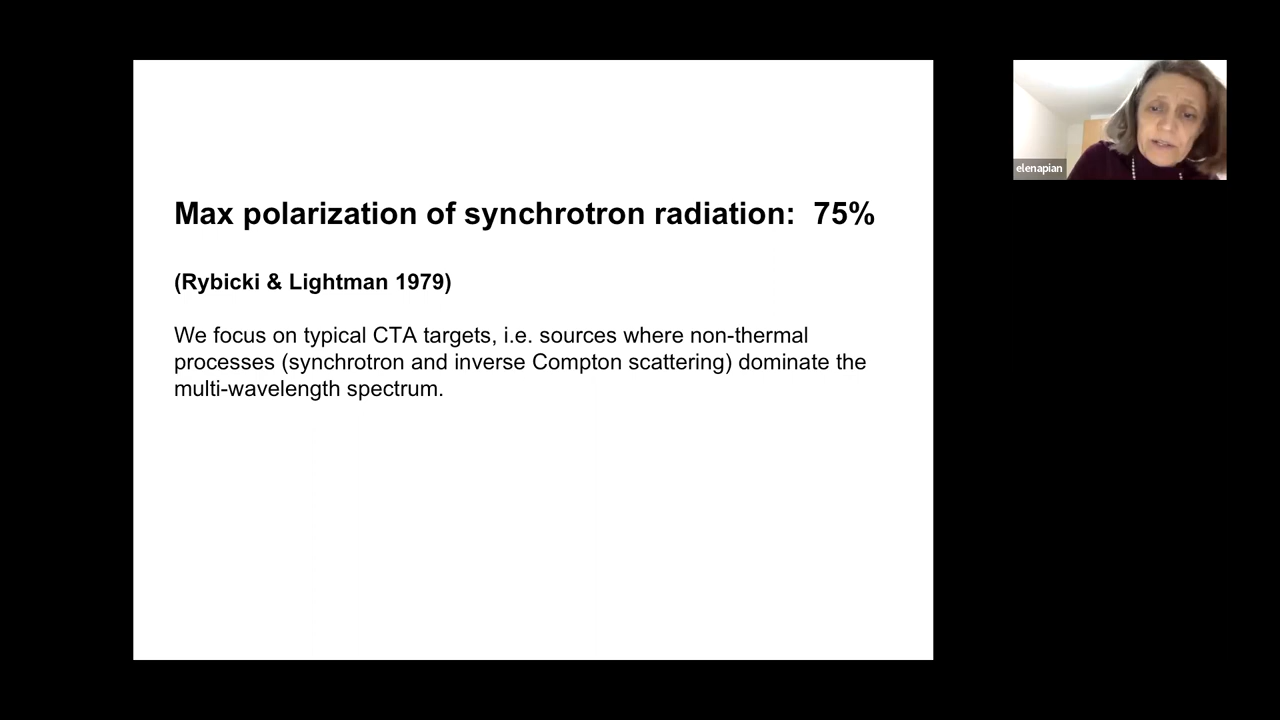 Max polarization of synchrotron radiation: 75%
(Rybicki & Lightman 1979)
We focus on typical CTA targets, i.e. sources where non-thermal
processes (synchrotron and inverse Compton scattering) dominate the
multi-wavelength spectrum.
elenapian